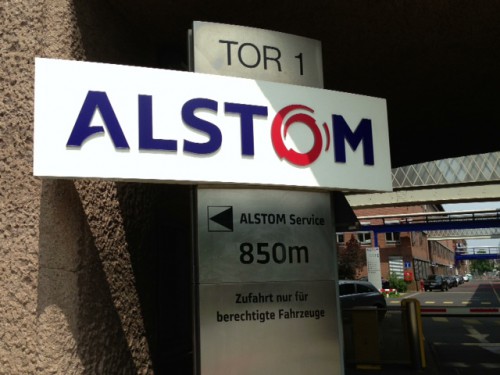 TOR 1
ALSTOM
ALSTOM Service
850m
Zufahrt nur für
berechtigte Fahrzeuge